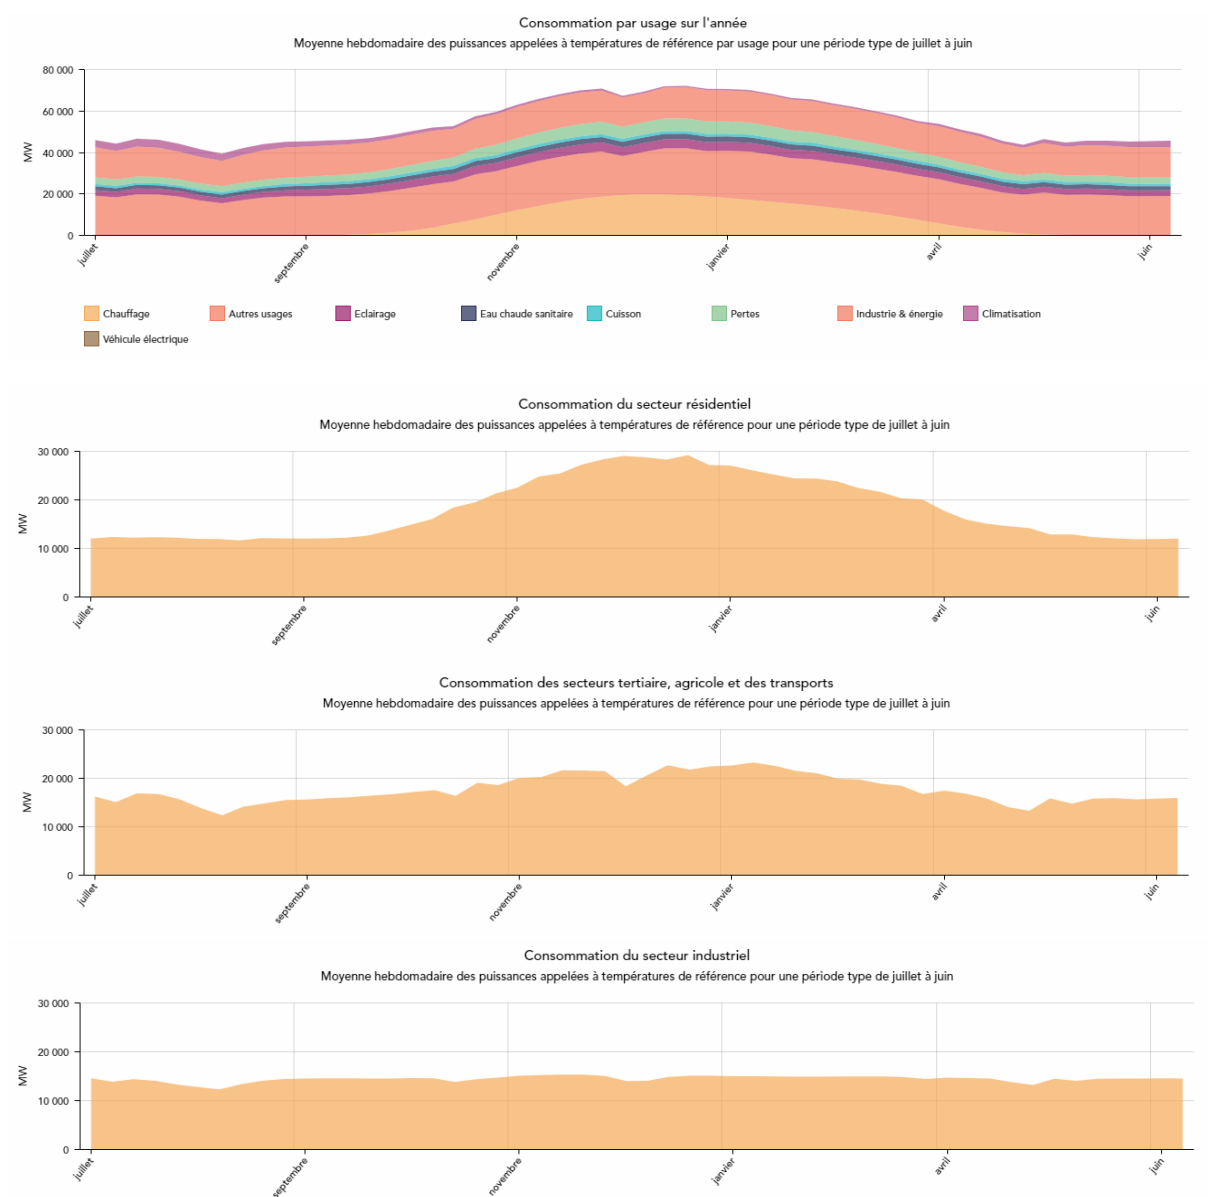 Consommation par usage sur l'année
Moyenne hebdomadaire des puissances appelées à températures de référence par usage pour une période type de juillet à juin
80 000
60 000
40 000
20 000
0
MW
juillet
septembre
novembre
janvier
avril
juin
Chauffage
Autres usages
Eclairage
Eau chaude sanitaire
Cuisson
Pertes
Industrie & énergie
Climatisation
Véhicule électrique
Consommation du secteur résidentiel
Moyenne hebdomadaire des puissances appelées à températures de référence pour une période type de juillet à juin
30 000
20 000
10 000
0
MW
juillet
septembre
novembre
janvier
avril
juin
Consommation des secteurs tertiaire, agricole et des transports
Moyenne hebdomadaire des puissances appelées à températures de référence pour une période type de juillet à juin
30 000
20 000
10 000
0
MW
juillet
septembre
novembre
janvier
avril
juin
Consommation du secteur industriel
Moyenne hebdomadaire des puissances appelées à températures de référence pour une période type de juillet à juin
30 000
20 000
10 000
0
MW
juillet
septembre
novembre
janvier
avril
juin